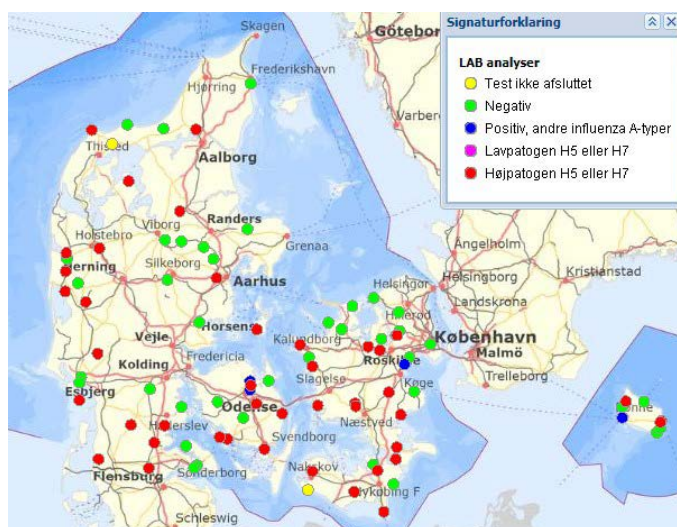 Signaturforklaring
LAB analyser
Test ikke afsluttet
Negativ
Positiv, andre influenza A-typer
Lavpatogen H5 eller H7
Højpatogen H5 eller H7
Skagen
Göteborg
Frederikshavn
Hjørring
Varberg
Thisted
Aalborg
Viborg
Randers
Holstebro
Grenaa
Ängelholm
Herning
Silkeborg
Aarhus
Kristianstad
Helsingør
Helsingborg
Landskrona
Hillerød
Horsens
Kalundborg
København
Vejle
Roskilde
Malmö
Fredericia
Kolding
Trelleborg
Slagelse
Køge
Esbjerg
Odense
Rønne
Haderslev
Næstved
Svendborg
Nakskov
Sønderborg
Flensburg
Nykøbing F
Schleswig